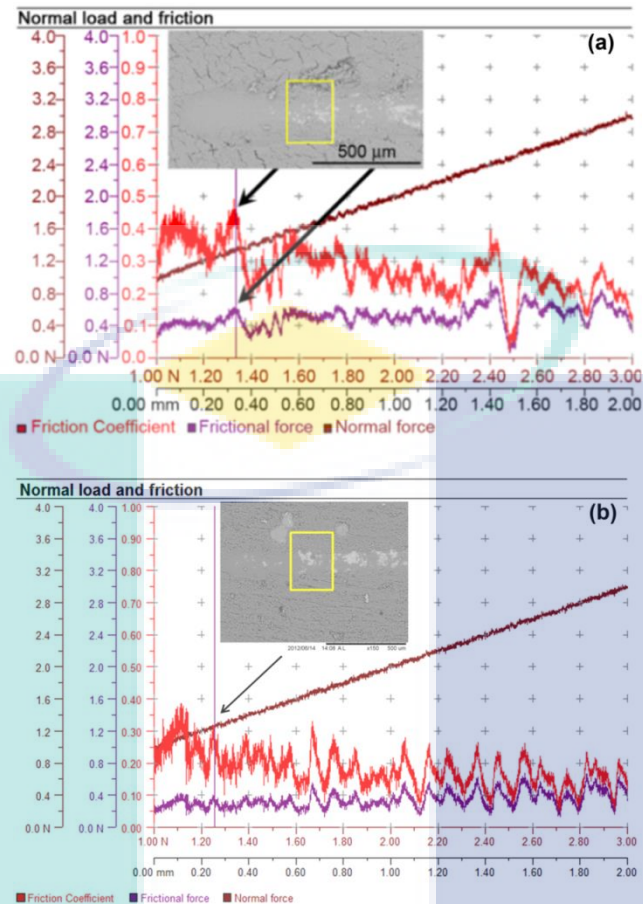 Normal load and friction
(a)
4.0 4.0 1.0
3.6 3.6 0.9
3.2 3.2 0.8
2.8 2.8 0.7
2.4 2.4 0.6
2.0 2.0 0.5
1.6 1.6 0.4
1.2 1.2 0.3
0.8 0.8 0.2
0.4 0.4 0.1
0.0 N 0.0 N 0.0
500 µm
1.00 N 1.20 1.40 1.60 1.80 2.00 2.20 2.40 2.60 2.80 3.00
0.00 mm 0.20 0.40 0.60 0.80 1.00 1.20 1.40 1.60 1.80 2.00
Friction Coefficient Frictional force Normal force
Normal load and friction
(b)
4.0 4.0 1.00
3.6 3.6 0.90
3.2 3.2 0.80
2.8 2.8 0.70
2.4 2.4 0.60
2.0 2.0 0.50
1.6 1.6 0.40
1.2 1.2 0.30
0.8 0.8 0.20
0.4 0.4 0.10
0.0 N 0.0 N 0.00
2012/06/14 14:08 A L x150 500 um
1.00 N 1.20 1.40 1.60 1.80 2.00 2.20 2.40 2.60 2.80 3.00
0.00 mm 0.20 0.40 0.60 0.80 1.00 1.20 1.40 1.60 1.80 2.00
Friction Coefficient Frictional force Normal force